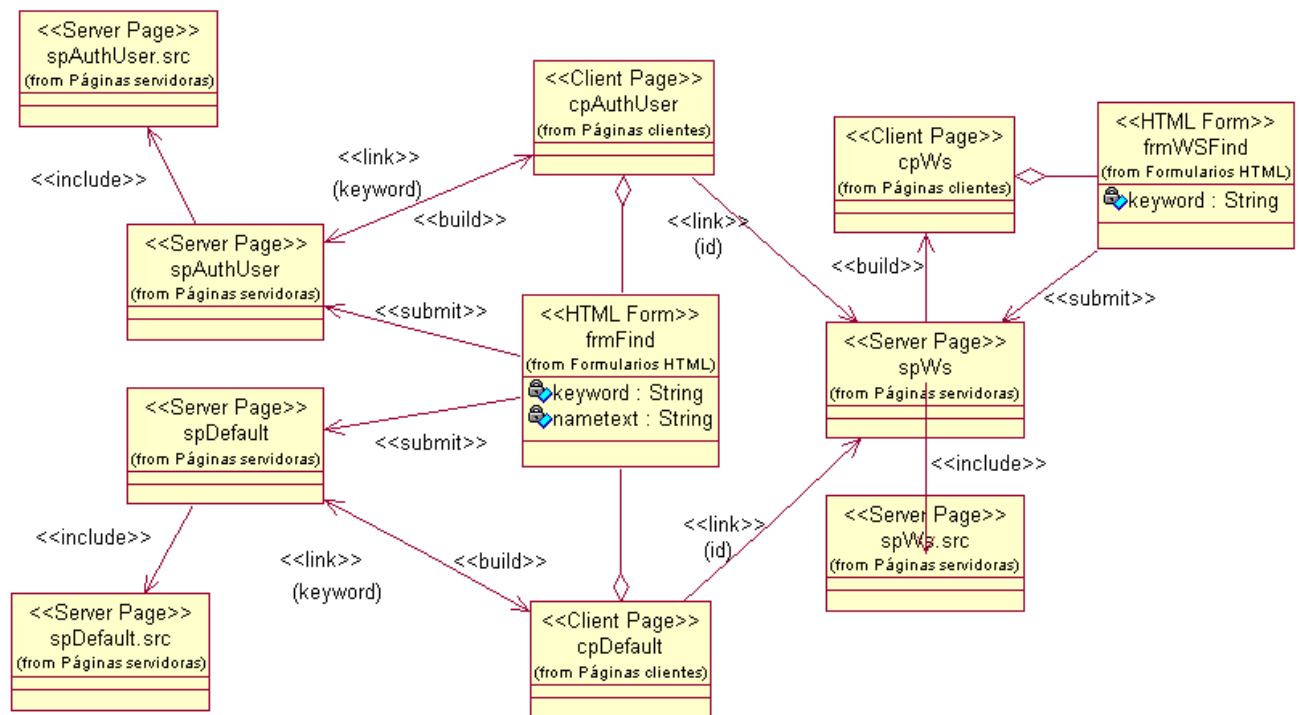 <<Server Page>>
spAuthUser.src
(from Páginas servidoras)
<<Client Page>>
cpAuthUser
(from Páginas clientes)
<<HTML Form>>
frmWSFind
(from Formularios HTML)
keyword : String
<<Client Page>>
cpWs
(from Páginas clientes)
<<link>>
(keyword)
<<include>>
<<build>>
<<link>>
(id)
<<Server Page>>
spAuthUser
(from Páginas servidoras)
<<build>>
<<submit>>
<<submit>>
<<HTML Form>>
frmFind
(from Formularios HTML)
keyword : String
nametext : String
<<Server Page>>
spWs
(from Páginas servidoras)
<<Server Page>>
spDefault
(from Páginas servidoras)
<<submit>>
<<include>>
<<include>>
<<link>>
(keyword)
<<build>>
<<link>>
(id)
<<Server Page>>
spWs.src
(from Páginas servidoras)
<<Server Page>>
spDefault.src
(from Páginas servidoras)
<<Client Page>>
cpDefault
(from Páginas clientes)